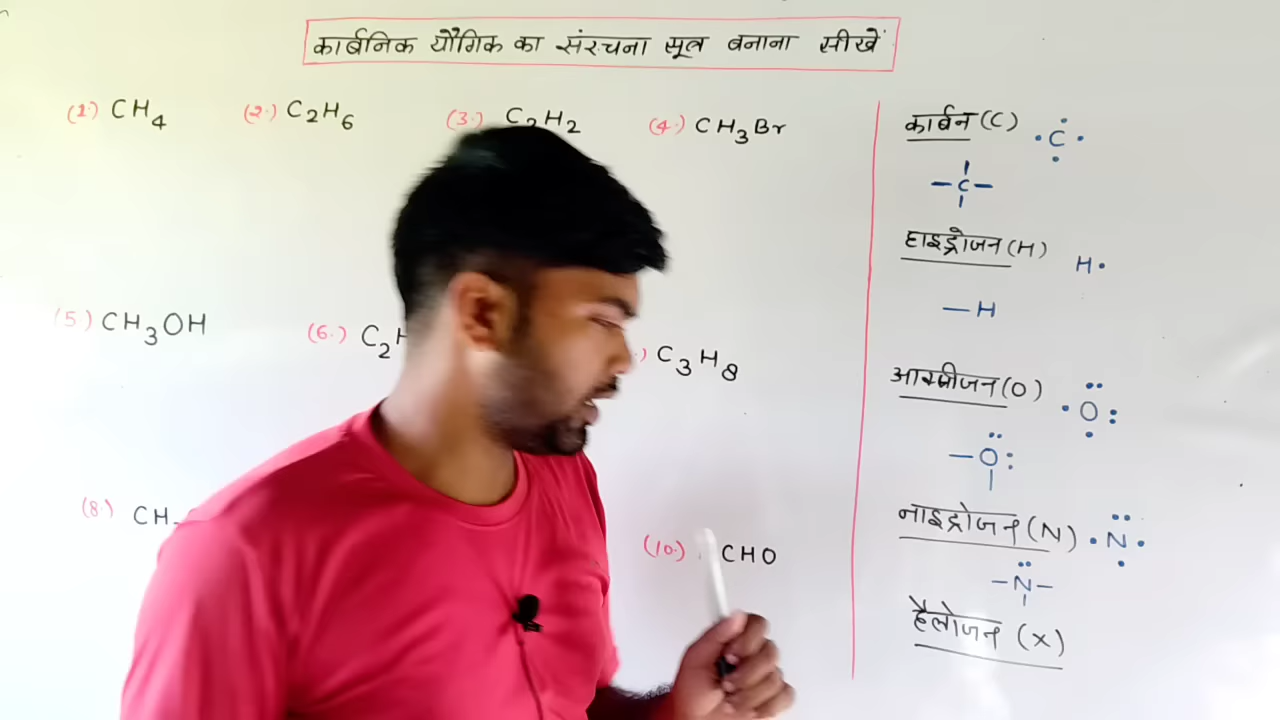 कार्बनिक यौगिक का संरचना सूत्र बनाना सीखें
(1.) CH4 (2.) C2H6 (3.) C2H2 (4.) CH3Br
(5.) CH3OH (6.) C2H .) C3H8
(8.) CH
(10.) CHO
कार्बन (C) C
C
हाइड्रोजन (H) H
H
आक्सीजन (O) O
O
नाइट्रोजन (N) N
N
हैलोजन (X)